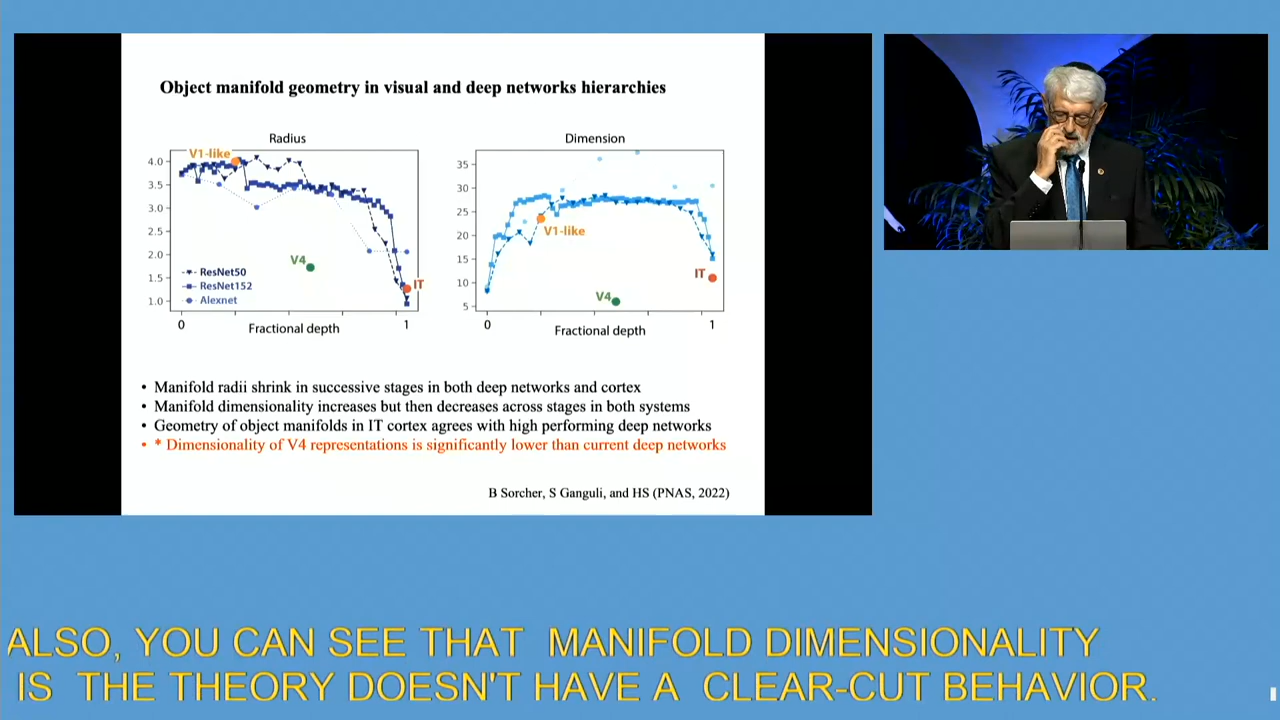 Object manifold geometry in visual and deep networks hierarchies
Radius
V1-like
4.0
3.5
3.0
2.5
2.0
1.5
1.0
V4
IT
ResNet50
ResNet152
Alexnet
0
1
Fractional depth
Dimension
35
30
25
20
15
10
5
V1-like
IT
V4
0
1
Fractional depth
• Manifold radii shrink in successive stages in both deep networks and cortex
• Manifold dimensionality increases but then decreases across stages in both systems
• Geometry of object manifolds in IT cortex agrees with high performing deep networks
• * Dimensionality of V4 representations is significantly lower than current deep networks
B Sorcher, S Ganguli, and HS (PNAS, 2022)
ALSO, YOU CAN SEE THAT MANIFOLD DIMENSIONALITY
IS THE THEORY DOESN'T HAVE A CLEAR-CUT BEHAVIOR.